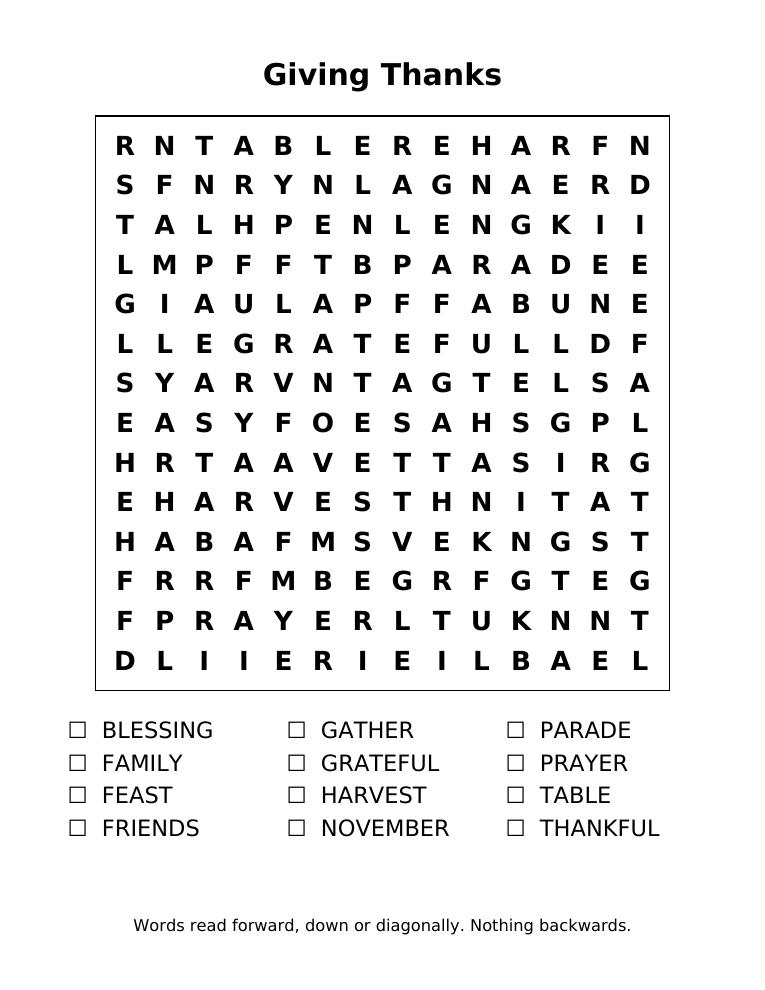 Giving Thanks
R N T A B L E R E H A R F N
S F N R Y N L A G N A E R D
T A L H P E N L E N G K I I
L M P F F T B P A R A D E E
G I A U L A P F F A B U N E
L L E G R A T E F U L L D F
S Y A R V N T A G T E L S A
E A S Y F O E S A H S G P L
H R T A A V E T T A S I R G
E H A R V E S T H N I T A T
H A B A F M S V E K N G S T
F R R F M B E G R F G T E G
F P R A Y E R L T U K N N T
D L I I E R I E I L B A E L
☐ BLESSING ☐ GATHER ☐ PARADE
☐ FAMILY ☐ GRATEFUL ☐ PRAYER
☐ FEAST ☐ HARVEST ☐ TABLE
☐ FRIENDS ☐ NOVEMBER ☐ THANKFUL
Words read forward, down or diagonally. Nothing backwards.